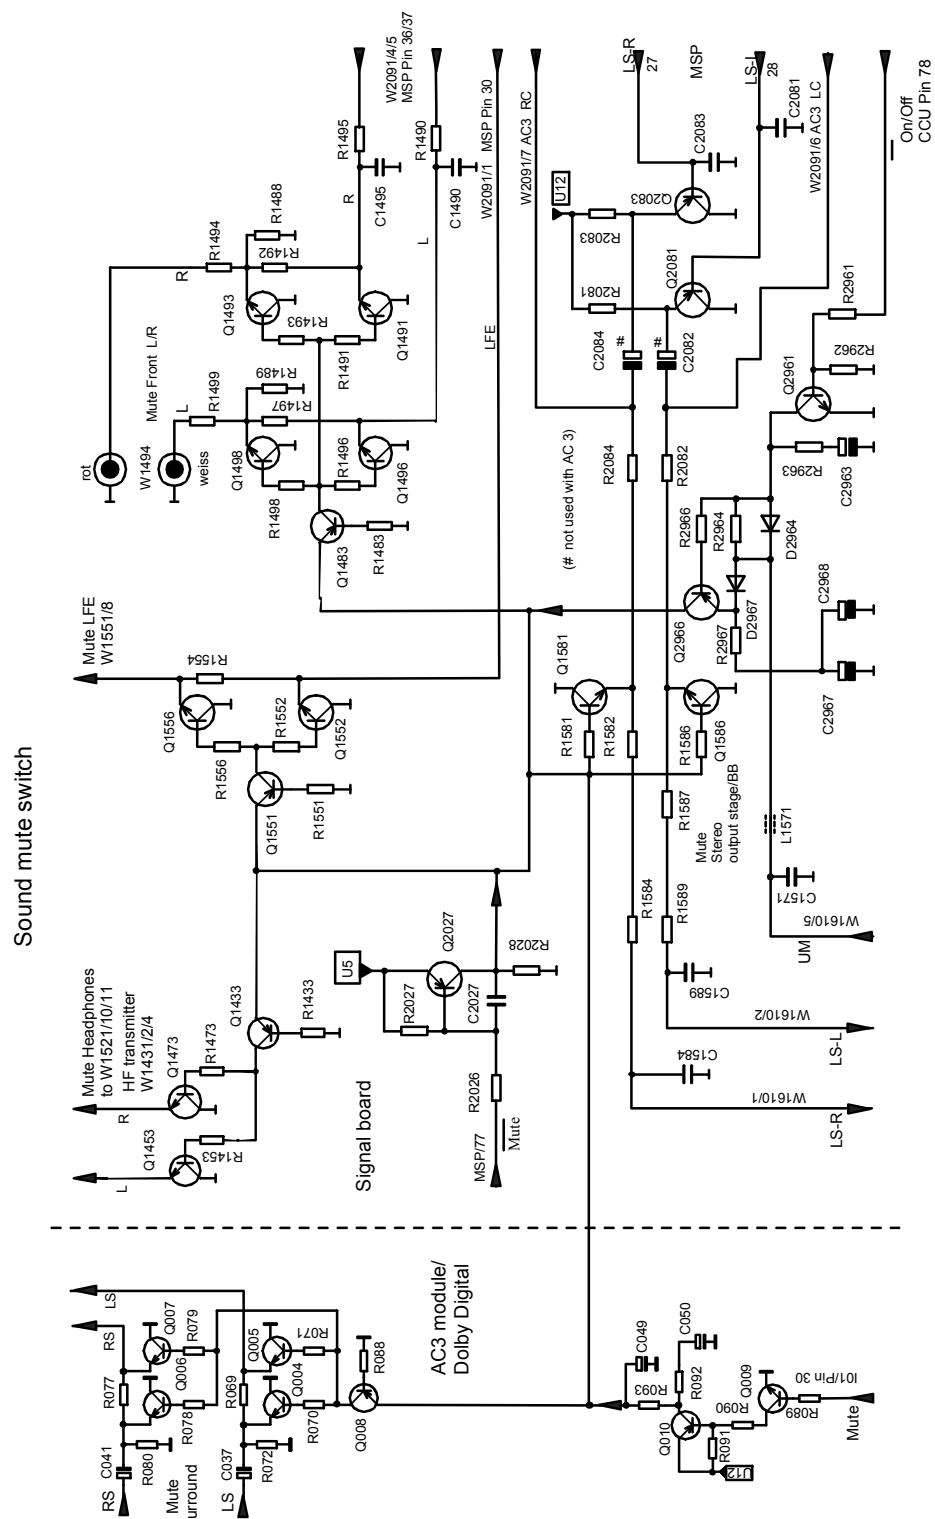 Sound mute switch
Mute Headphones
to W1521/10/11
HF transmitter
W1431/2/4
R
L
Q1473
R1473
Q1453
R1453
Q1433
R1433
Mute LFE
W1551/8
R1554
Q1556
R1556
R1552
Q1552
Q1551
R1551
rot
W1494
weiss
Mute Front L/R
R
L
R1494
R1499
R1488
R1492
Q1493
R1493
R1491
Q1491
R1489
R1497
Q1498
R1498
R1496
Q1496
Q1483
R1483
R
L
R1495
C1495
R1490
C1490
W2091/4/5
MSP Pin 36/37
LFE
W2091/1 MSP Pin 30
W2091/7 AC3 RC
LS-R
27
MSP
LS-L
28
C2081
W2091/6 AC3 LC
On/Off
CCU Pin 78
U12
R2083
Q2083
C2083
R2081
Q2081
#
C2084
#
C2082
(# not used with AC 3)
R2084
R2082
R2961
R2962
Q2961
R2963
C2963
R2966
R2964
D2964
Q2966
D2967
R2967
C2968
C2967
Q1581
R1581
R1582
R1586
Q1586
R1587
Mute
Stereo
output stage/BB
L1571
R1584
R1589
C1571
UM
W1610/5
C1589
W1610/2
LS-L
C1584
W1610/1
LS-R
Signal board
U5
Q2027
R2027
C2027
R2028
R2026
MSP/77
Mute
AC3 module/
Dolby Digital
RS
LS
Q007
R079
R077
Q006
R078
C041
R080
RS
Mute
urround
Q005
R071
R069
Q004
R070
C037
R072
LS
R088
Q008
C049
R093
C050
R092
Q010
R091
R090
U12
Q009
R089
I01/Pin 30
Mute